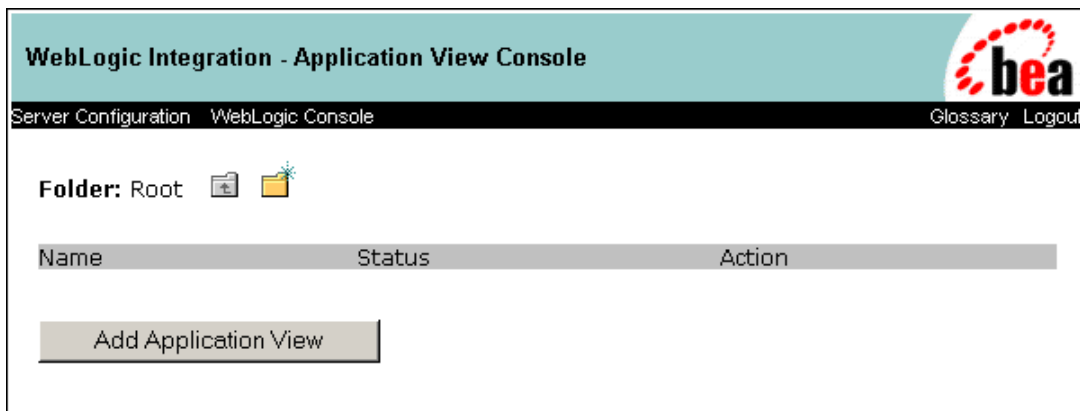 WebLogic Integration - Application View Console
bea
Server Configuration WebLogic Console Glossary Logout
Folder: Root
Name Status Action
Add Application View